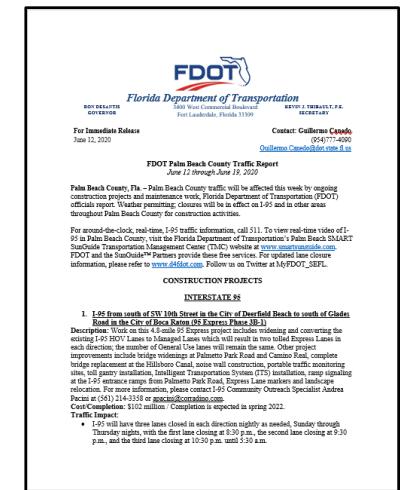 FDOT
Florida Department of Transportation
RON DESANTIS
GOVERNOR
3400 West Commercial Boulevard
Fort Lauderdale, Florida 33309
KEVIN J. THIBAULT, P.E.
SECRETARY
For Immediate Release
June 12, 2020
Contact: Guillermo Canedo
(954)777-4090
Guillermo.Canedo@dot.state.fl.us
FDOT Palm Beach County Traffic Report
June 12 through June 19, 2020
Palm Beach County, Fla. – Palm Beach County traffic will be affected this week by ongoing
construction projects and maintenance work, Florida Department of Transportation (FDOT)
officials report. Weather permitting; closures will be in effect on I-95 and in other areas
throughout Palm Beach County for construction activities.
For around-the-clock, real-time, I-95 traffic information, call 511. To view real-time video of I-
95 in Palm Beach County, visit the Florida Department of Transportation's Palm Beach SMART
SunGuide Transportation Management Center (TMC) website at www.smartsunguide.com.
FDOT and the SunGuide™ Partners provide these free services. For updated lane closure
information, please refer to www.d4fdot.com. Follow us on Twitter at MyFDOT_SEFL.
CONSTRUCTION PROJECTS
INTERSTATE 95
1. I-95 from south of SW 10th Street in the City of Deerfield Beach to south of Glades
Road in the City of Boca Raton (95 Express Phase 3B-1)
Description: Work on this 4.8-mile 95 Express project includes widening and converting the
existing I-95 HOV Lanes to Managed Lanes which will result in two tolled Express Lanes in
each direction; the number of General Use lanes will remain the same. Other project
improvements include bridge widenings at Palmetto Park Road and Camino Real, complete
bridge replacement at the Hillsboro Canal, noise wall construction, portable traffic monitoring
sites, toll gantry installation, Intelligent Transportation System (ITS) installation, ramp signaling
at the I-95 entrance ramps from Palmetto Park Road, Express Lane markers and landscape
relocation. For more information, please contact I-95 Community Outreach Specialist Andrea
Pacini at (561) 214-3358 or apacini@corradino.com.
Cost/Completion: $102 million / Completion is expected in spring 2022.
Traffic Impact:
• I-95 will have three lanes closed in each direction nightly as needed, Sunday through
Thursday nights, with the first lane closing at 8:30 p.m., the second lane closing at 9:30
p.m., and the third lane closing at 10:30 p.m. until 5:30 a.m.